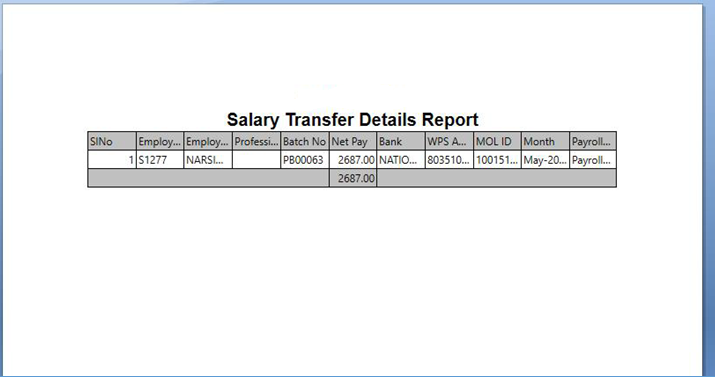 Salary Transfer Details Report
SlNo Employ... Employ... Professi... Batch No Net Pay Bank WPS A... MOL ID Month Payroll...
1 S1277 NARSI... PB00063 2687.00 NATIO... 803510... 100151... May-20... Payroll...
2687.00